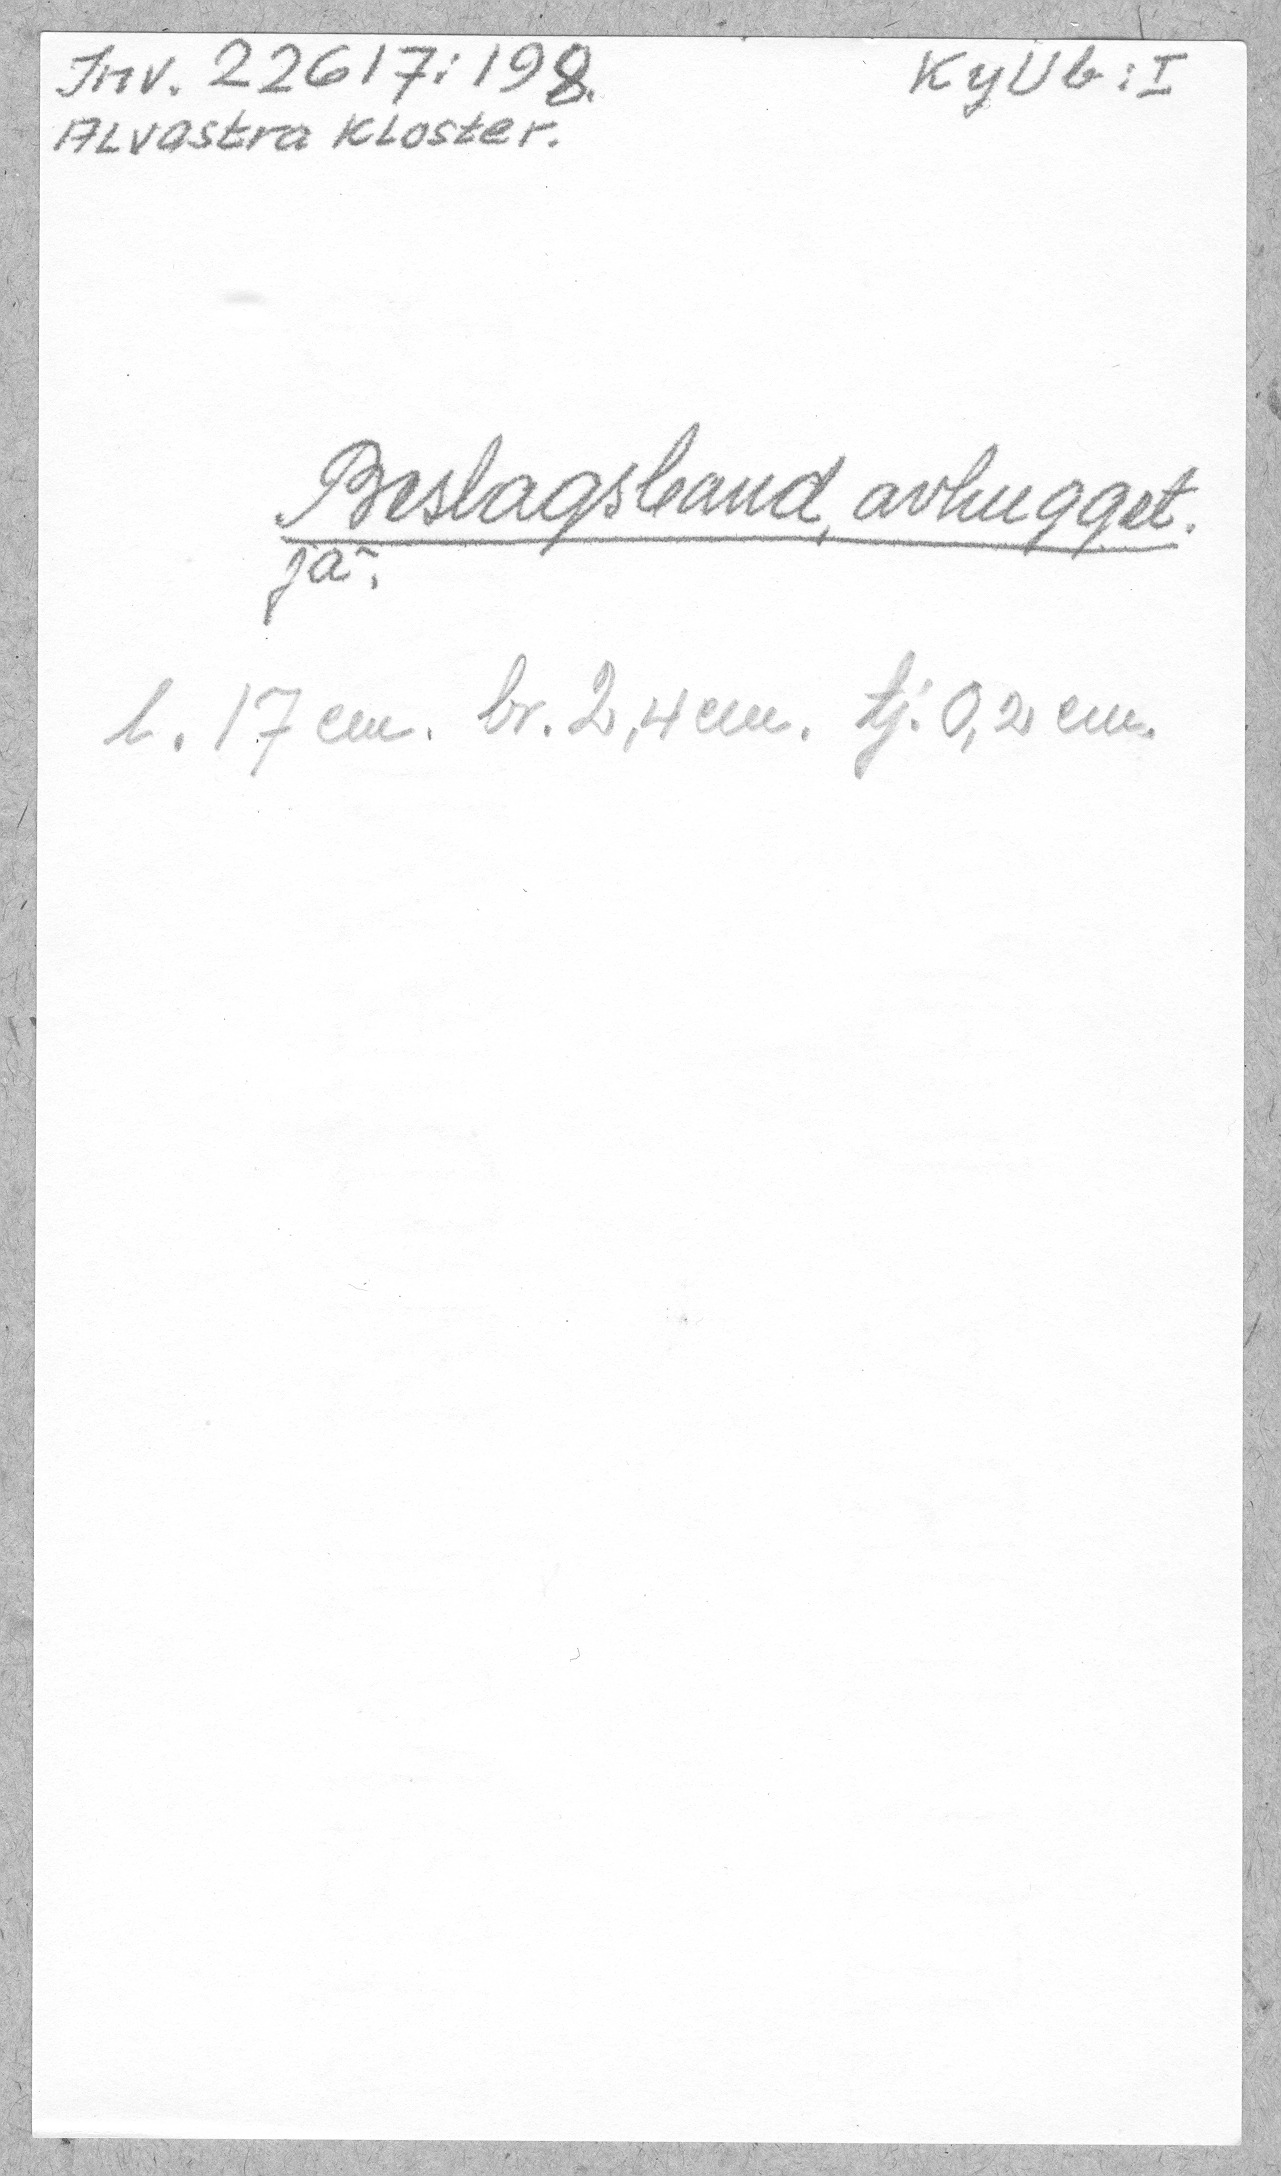 Inv. 22617:198. KyUb:I
Alvastra Kloster.
Beslagsband, avhugget.
jä.
l. 17 cm. br. 2,4 cm. tj. 0,2 cm.